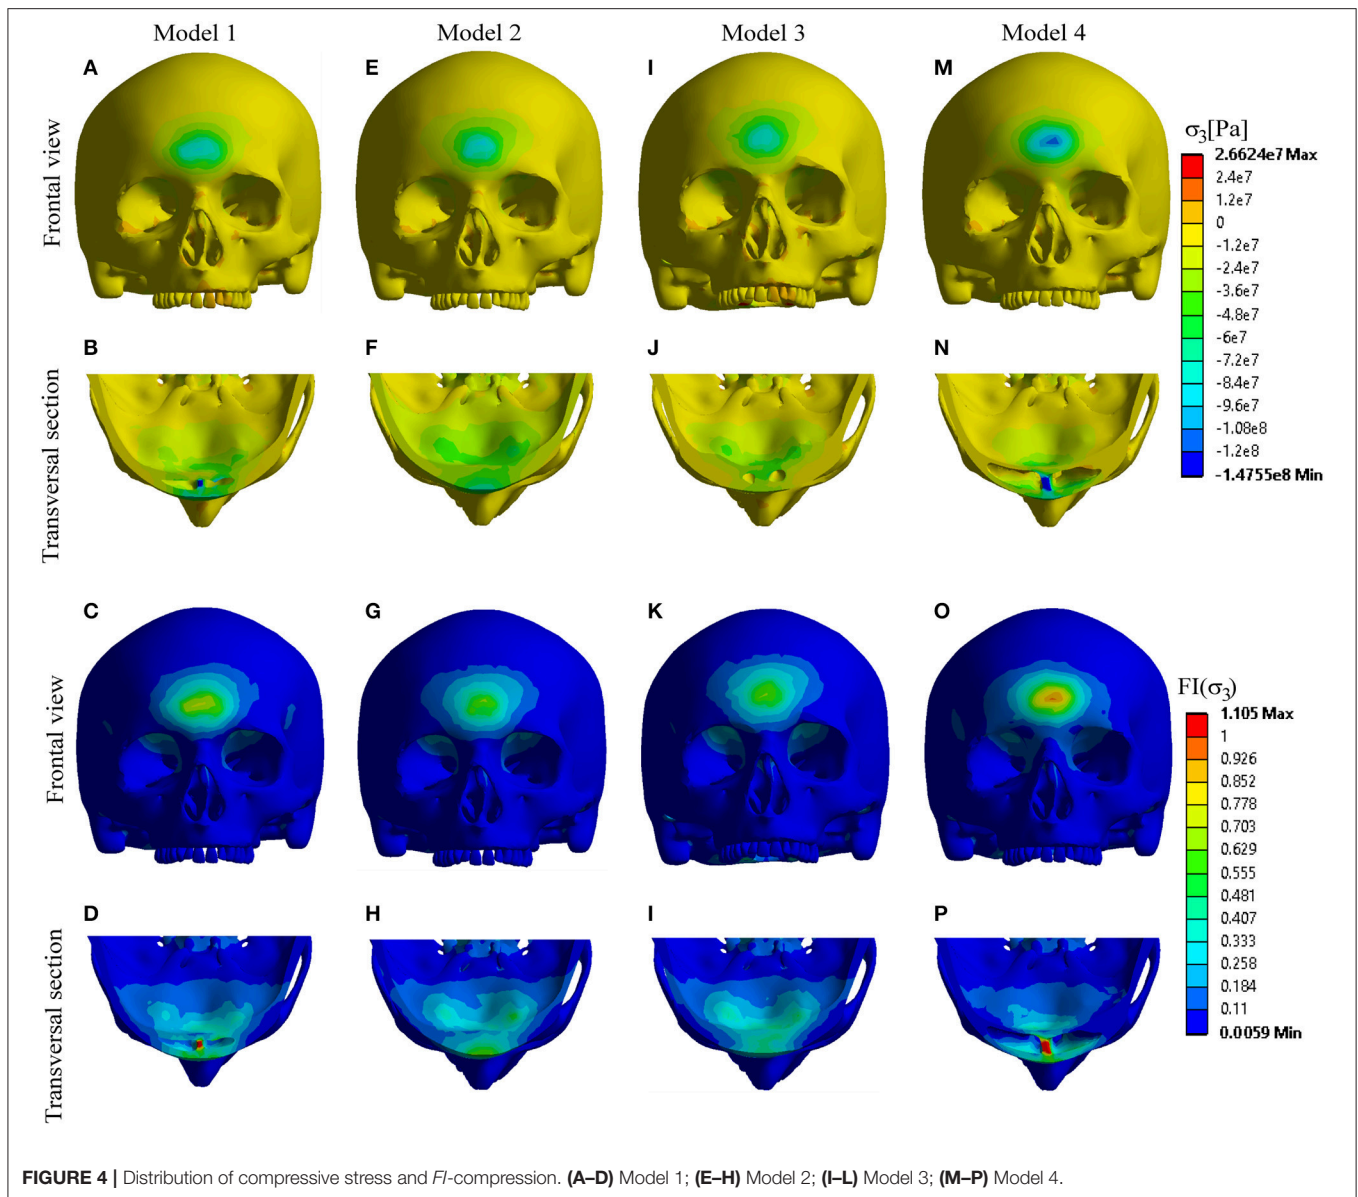 Model 1
Model 2
Model 3
Model 4
A
E
I
M
Frontal view
σ3[Pa]
2.6624e7 Max
2.4e7
1.2e7
0
-1.2e7
-2.4e7
-3.6e7
-4.8e7
-6e7
-7.2e7
-8.4e7
-9.6e7
-1.08e8
-1.2e8
-1.4755e8 Min
B
F
J
N
Transversal section
C
G
K
O
Frontal view
FI(σ3)
1.105 Max
1
0.926
0.852
0.778
0.703
0.629
0.555
0.481
0.407
0.333
0.258
0.184
0.11
0.0059 Min
D
H
I
P
Transversal section
FIGURE 4 | Distribution of compressive stress and FI-compression. (A–D) Model 1; (E–H) Model 2; (I–L) Model 3; (M–P) Model 4.